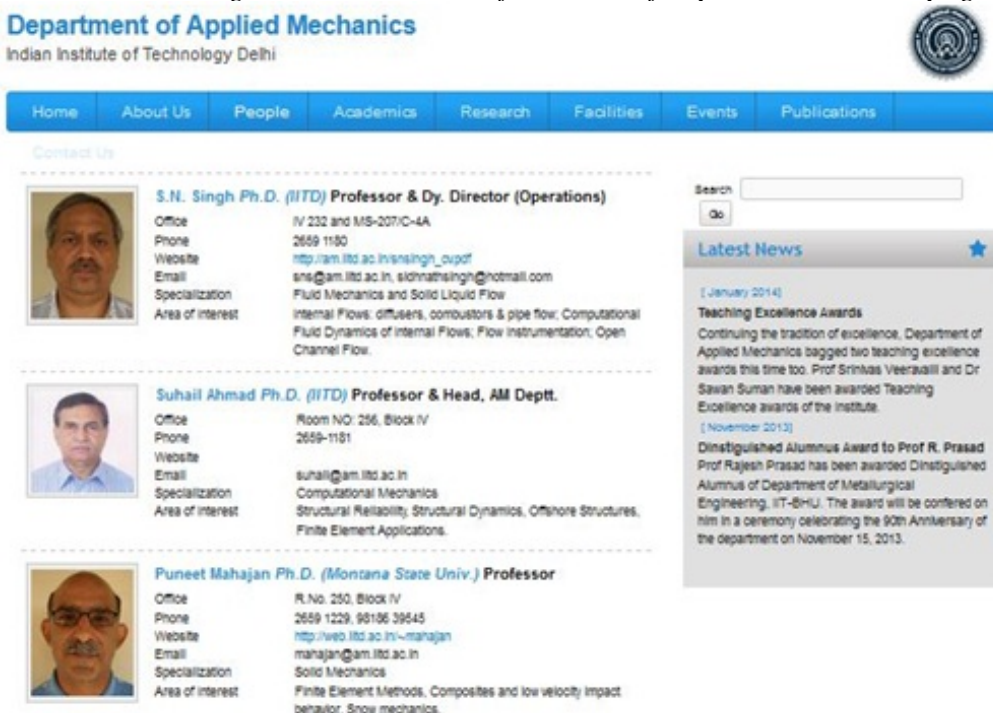 Department of Applied Mechanics
Indian Institute of Technology Delhi
Home About Us People Academics Research Facilities Events Publications
Contact Us
S.N. Singh Ph.D. (IITD) Professor & Dy. Director (Operations)
Office IV 232 and MS-207/C-4A
Phone 2659 1180
Website http://am.iitd.ac.in/snsingh_cvpdf
Email sns@am.iitd.ac.in, sidhnathsingh@hotmail.com
Specialization Fluid Mechanics and Solid Liquid Flow
Area of Interest Internal Flows: diffusers, combustors & pipe flow; Computational
Fluid Dynamics of Internal Flows; Flow Instrumentation; Open
Channel Flow.
Suhail Ahmad Ph.D. (IITD) Professor & Head, AM Deptt.
Office Room NO: 256, Block IV
Phone 2659-1181
Website
Email suhail@am.iitd.ac.in
Specialization Computational Mechanics
Area of Interest Structural Reliability, Structural Dynamics, Offshore Structures,
Finite Element Applications.
Puneet Mahajan Ph.D. (Montana State Univ.) Professor
Office R.No. 250, Block IV
Phone 2659 1229, 98186 39645
Website http://web.iitd.ac.in/~mahajan
Email mahajan@am.iitd.ac.in
Specialization Solid Mechanics
Area of Interest Finite Element Methods, Composites and low velocity impact
behavior, Snow mechanics.
Search
Go
Latest News
[ January 2014]
Teaching Excellence Awards
Continuing the tradition of excellence, Department of
Applied Mechanics bagged two teaching excellence
awards this time too. Prof Srinivas Veeravalli and Dr
Sawan Suman have been awarded Teaching
Excellence awards of the institute.
[ November 2013]
Dinstiguished Alumnus Award to Prof R. Prasad
Prof Rajesh Prasad has been awarded Dinstiguished
Alumnus of Department of Metallurgical
Engineering, IIT-BHU. The award will be confered on
him in a ceremony celebrating the 90th Anniversary of
the department on November 15, 2013.